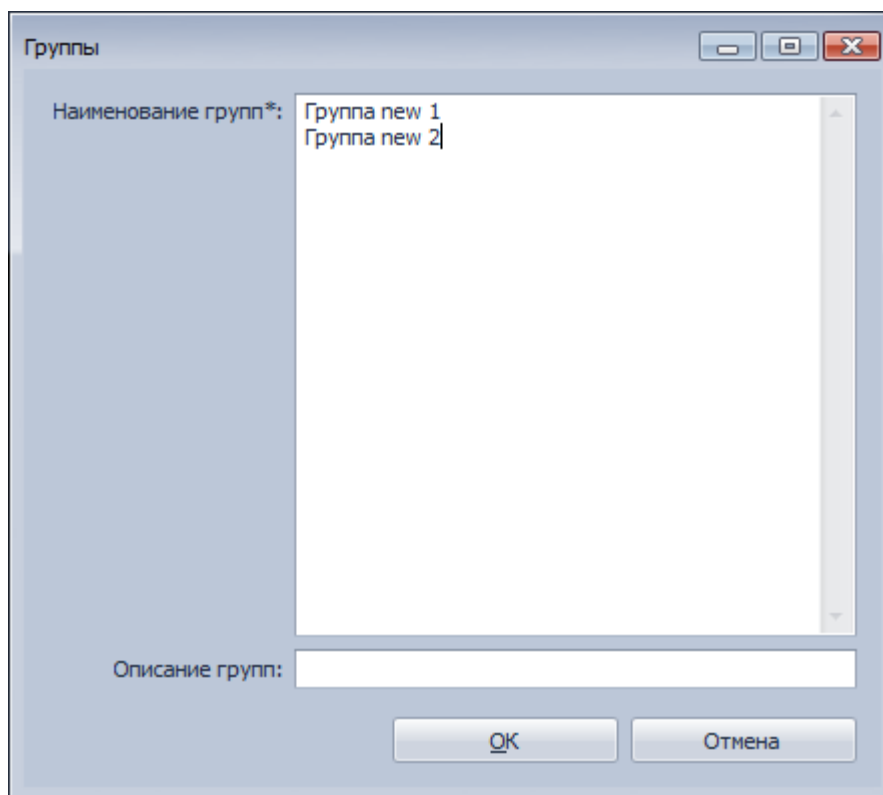 Группы
Наименование групп*:
Группа new 1
Группа new 2
Описание групп:
OK
Отмена